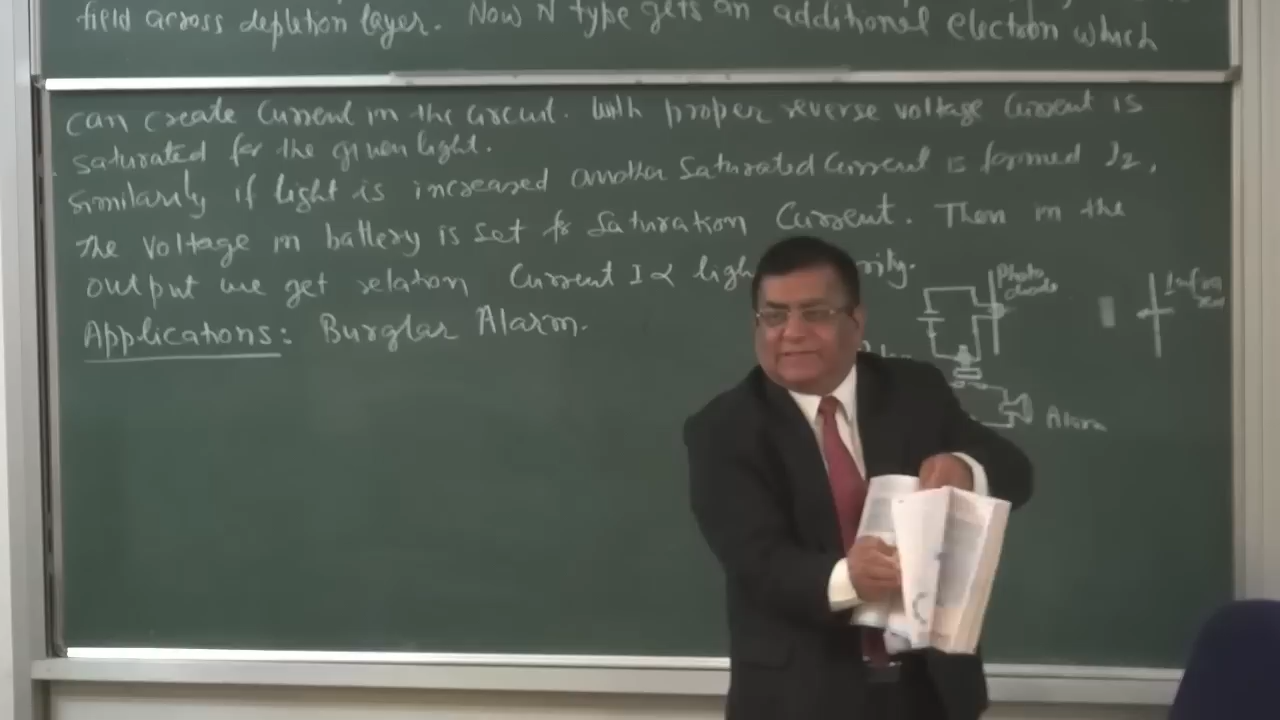 field across depletion layer. Now N type gets an additional electron which
can create Current in the circuit. With proper reverse voltage Current is
saturated for the given light.
Similarly if light is increased another saturated Current is formed I2,
The voltage in battery is set for saturation Current. Then in the
output we get relation Current I ∝ ligh
Applications: Burglar Alarm.
Photo
diode
Alarm